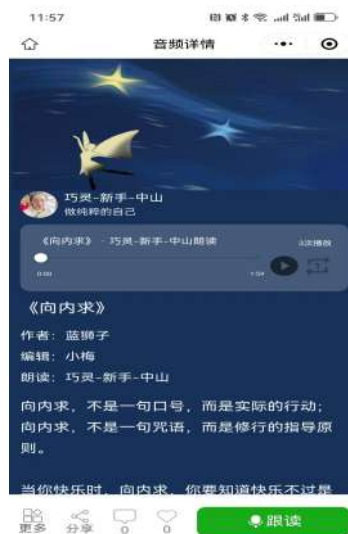 11:57
音频详情
巧灵-新手-中山
做纯粹的自己
《向内求》 · 巧灵-新手-中山朗读
3次播放
0:00
1:59
《向内求》
作者：蓝狮子
编辑：小梅
朗读：巧灵-新手-中山
向内求，不是一句口号，而是实际的行动；
向内求，不是一句咒语，而是修行的指导原
则。
当你快乐时，向内求，你要知道快乐不过是
更多
分享
0
0
跟读